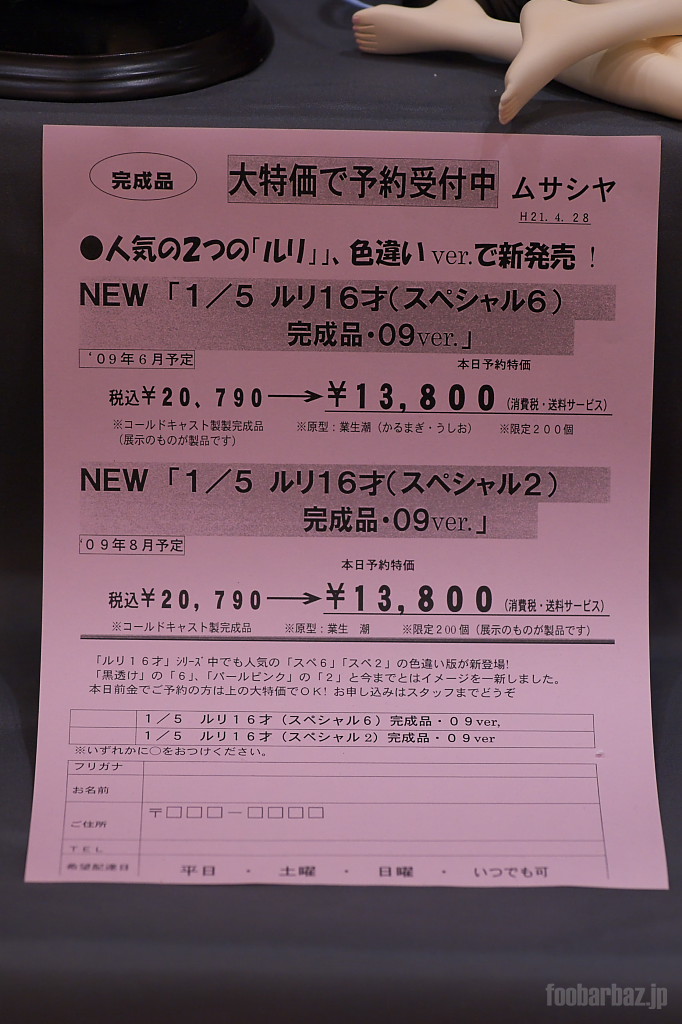 完成品
大特価で予約受付中 ムサシヤ
H21.4.28
●人気の2つの「ルリ」」、色違いver.で新発売！
NEW 「1／5 ルリ16才(スペシャル6)
完成品・09ver.」
‘09年6月予定
本日予約特価
税込￥20、790→￥13,800(消費税・送料サービス)
※コールドキャスト製製完成品 ※原型：業生潮（かるまぎ・うしお） ※限定200個
（展示のものが製品です）
NEW 「1／5 ルリ16才(スペシャル2)
完成品・09ver.」
‘09年8月予定
本日予約特価
税込￥20,790→￥13,800(消費税・送料サービス)
※コールドキャスト製完成品 ※原型：業生 潮 ※限定200個（展示のものが製品です）
「ルリ16才」ｼﾘｰｽﾞ中でも人気の「スペ6」「スペ2」の色違い版が新登場!
「黒透け」の「6」、「パールピンク」の「2」と今までとはイメージを一新しました。
本日前金でご予約の方は上の大特価でOK! お申し込みはスタッフまでどうぞ
1／5 ルリ16才（スペシャル6）完成品・09ver,
1／5 ルリ16才（スペシャル2）完成品・09ver
※いずれかに○をおつけください。
フリガナ
お名前
ご住所 〒□□□－□□□□
TEL
希望配達日 平日 ・ 土曜 ・ 日曜 ・ いつでも可
foobarbaz.jp